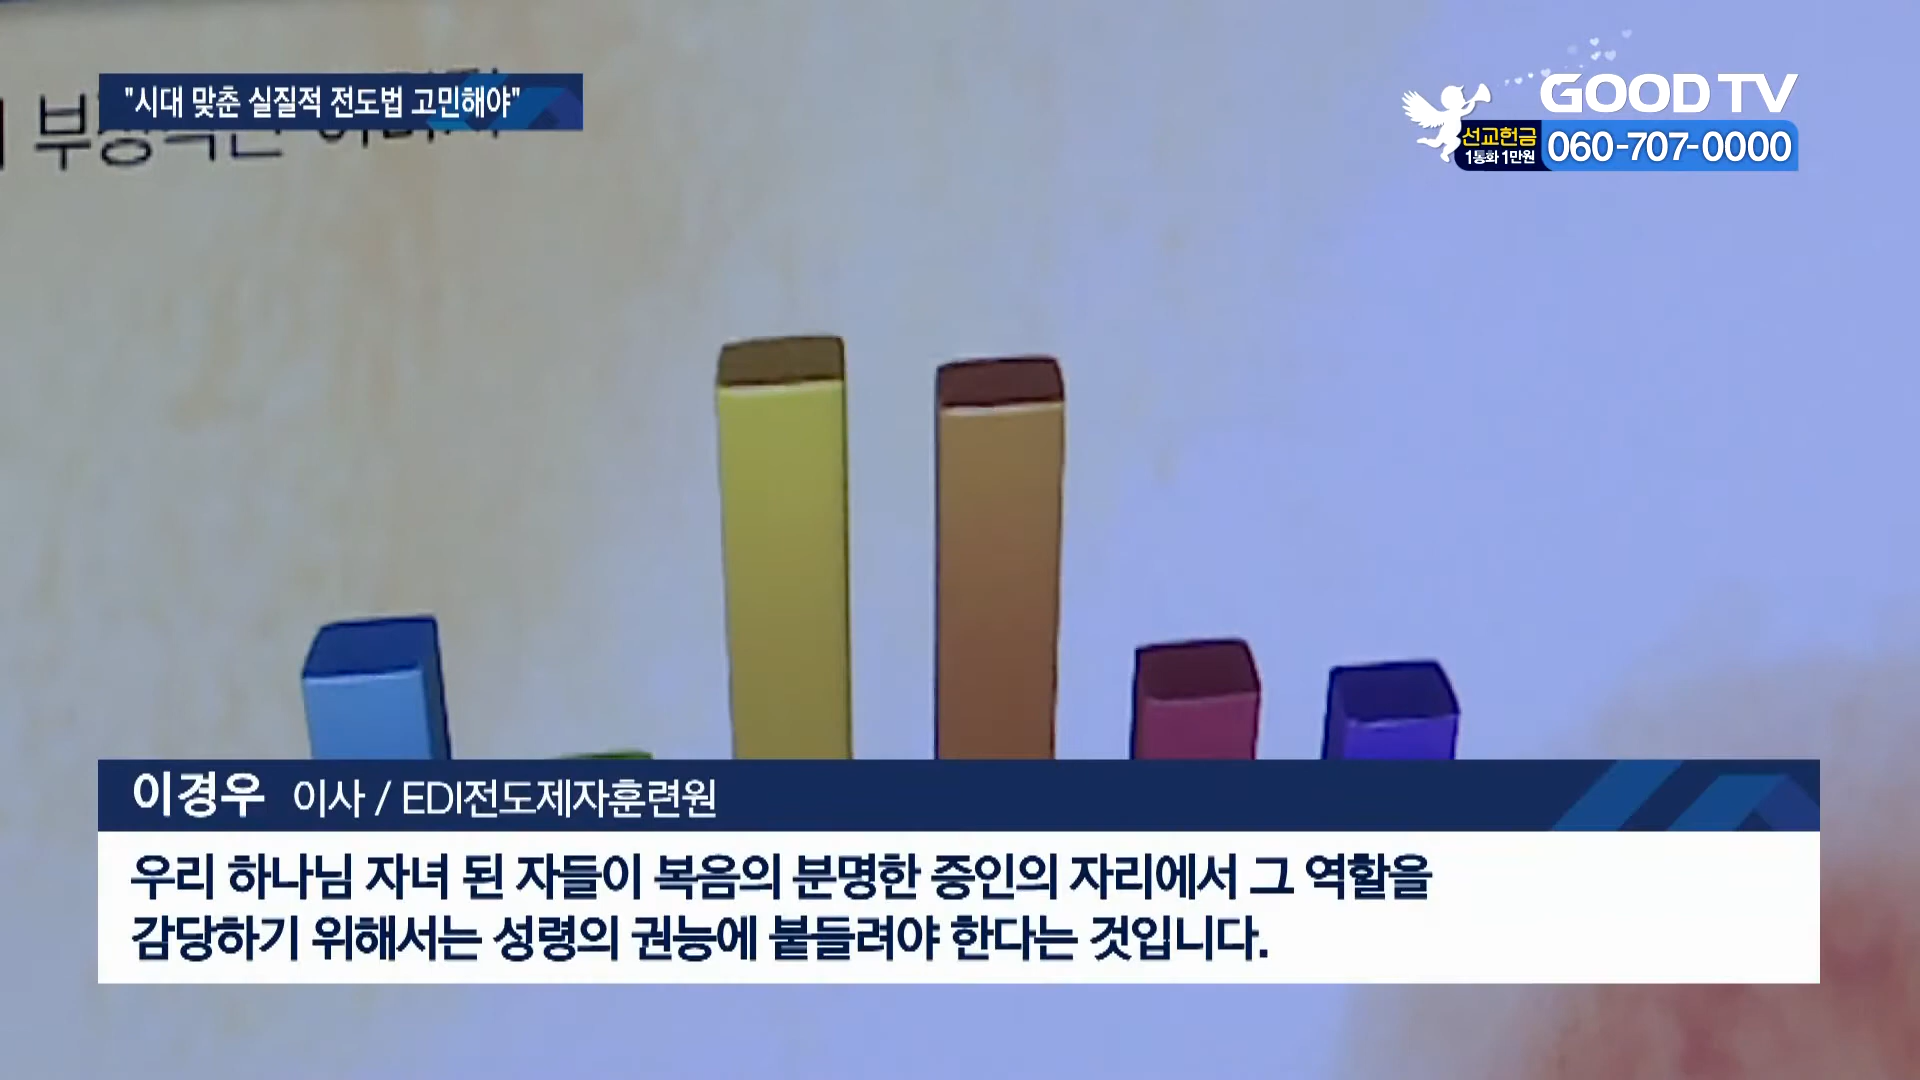 "시대 맞춘 실질적 전도법 고민해야"
GOODTV
선교헌금
1통화 1만원
060-707-0000
이경우 이사 / EDI전도제자훈련원
우리 하나님 자녀 된 자들이 복음의 분명한 증인의 자리에서 그 역할을
감당하기 위해서는 성령의 권능에 붙들려야 한다는 것입니다.